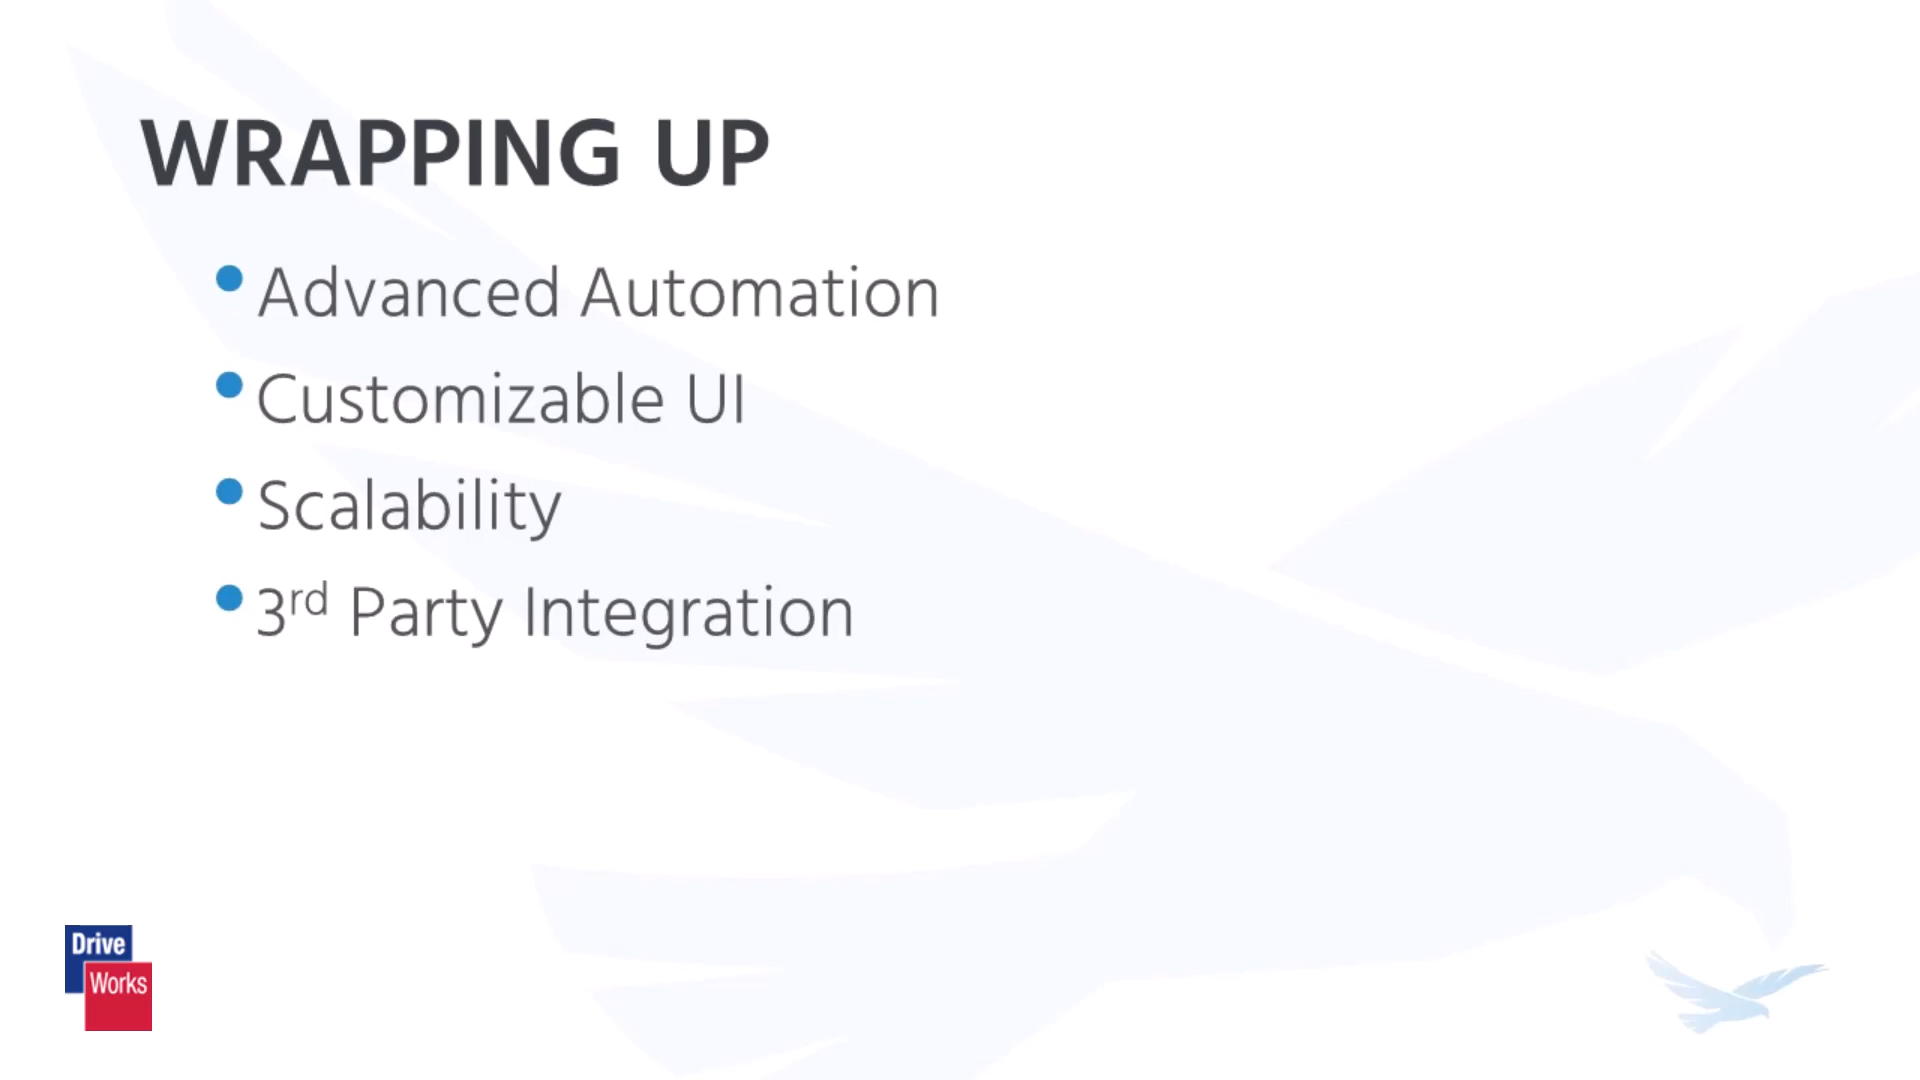 WRAPPING UP
• Advanced Automation
• Customizable UI
• Scalability
• 3rd Party Integration
Drive
Works